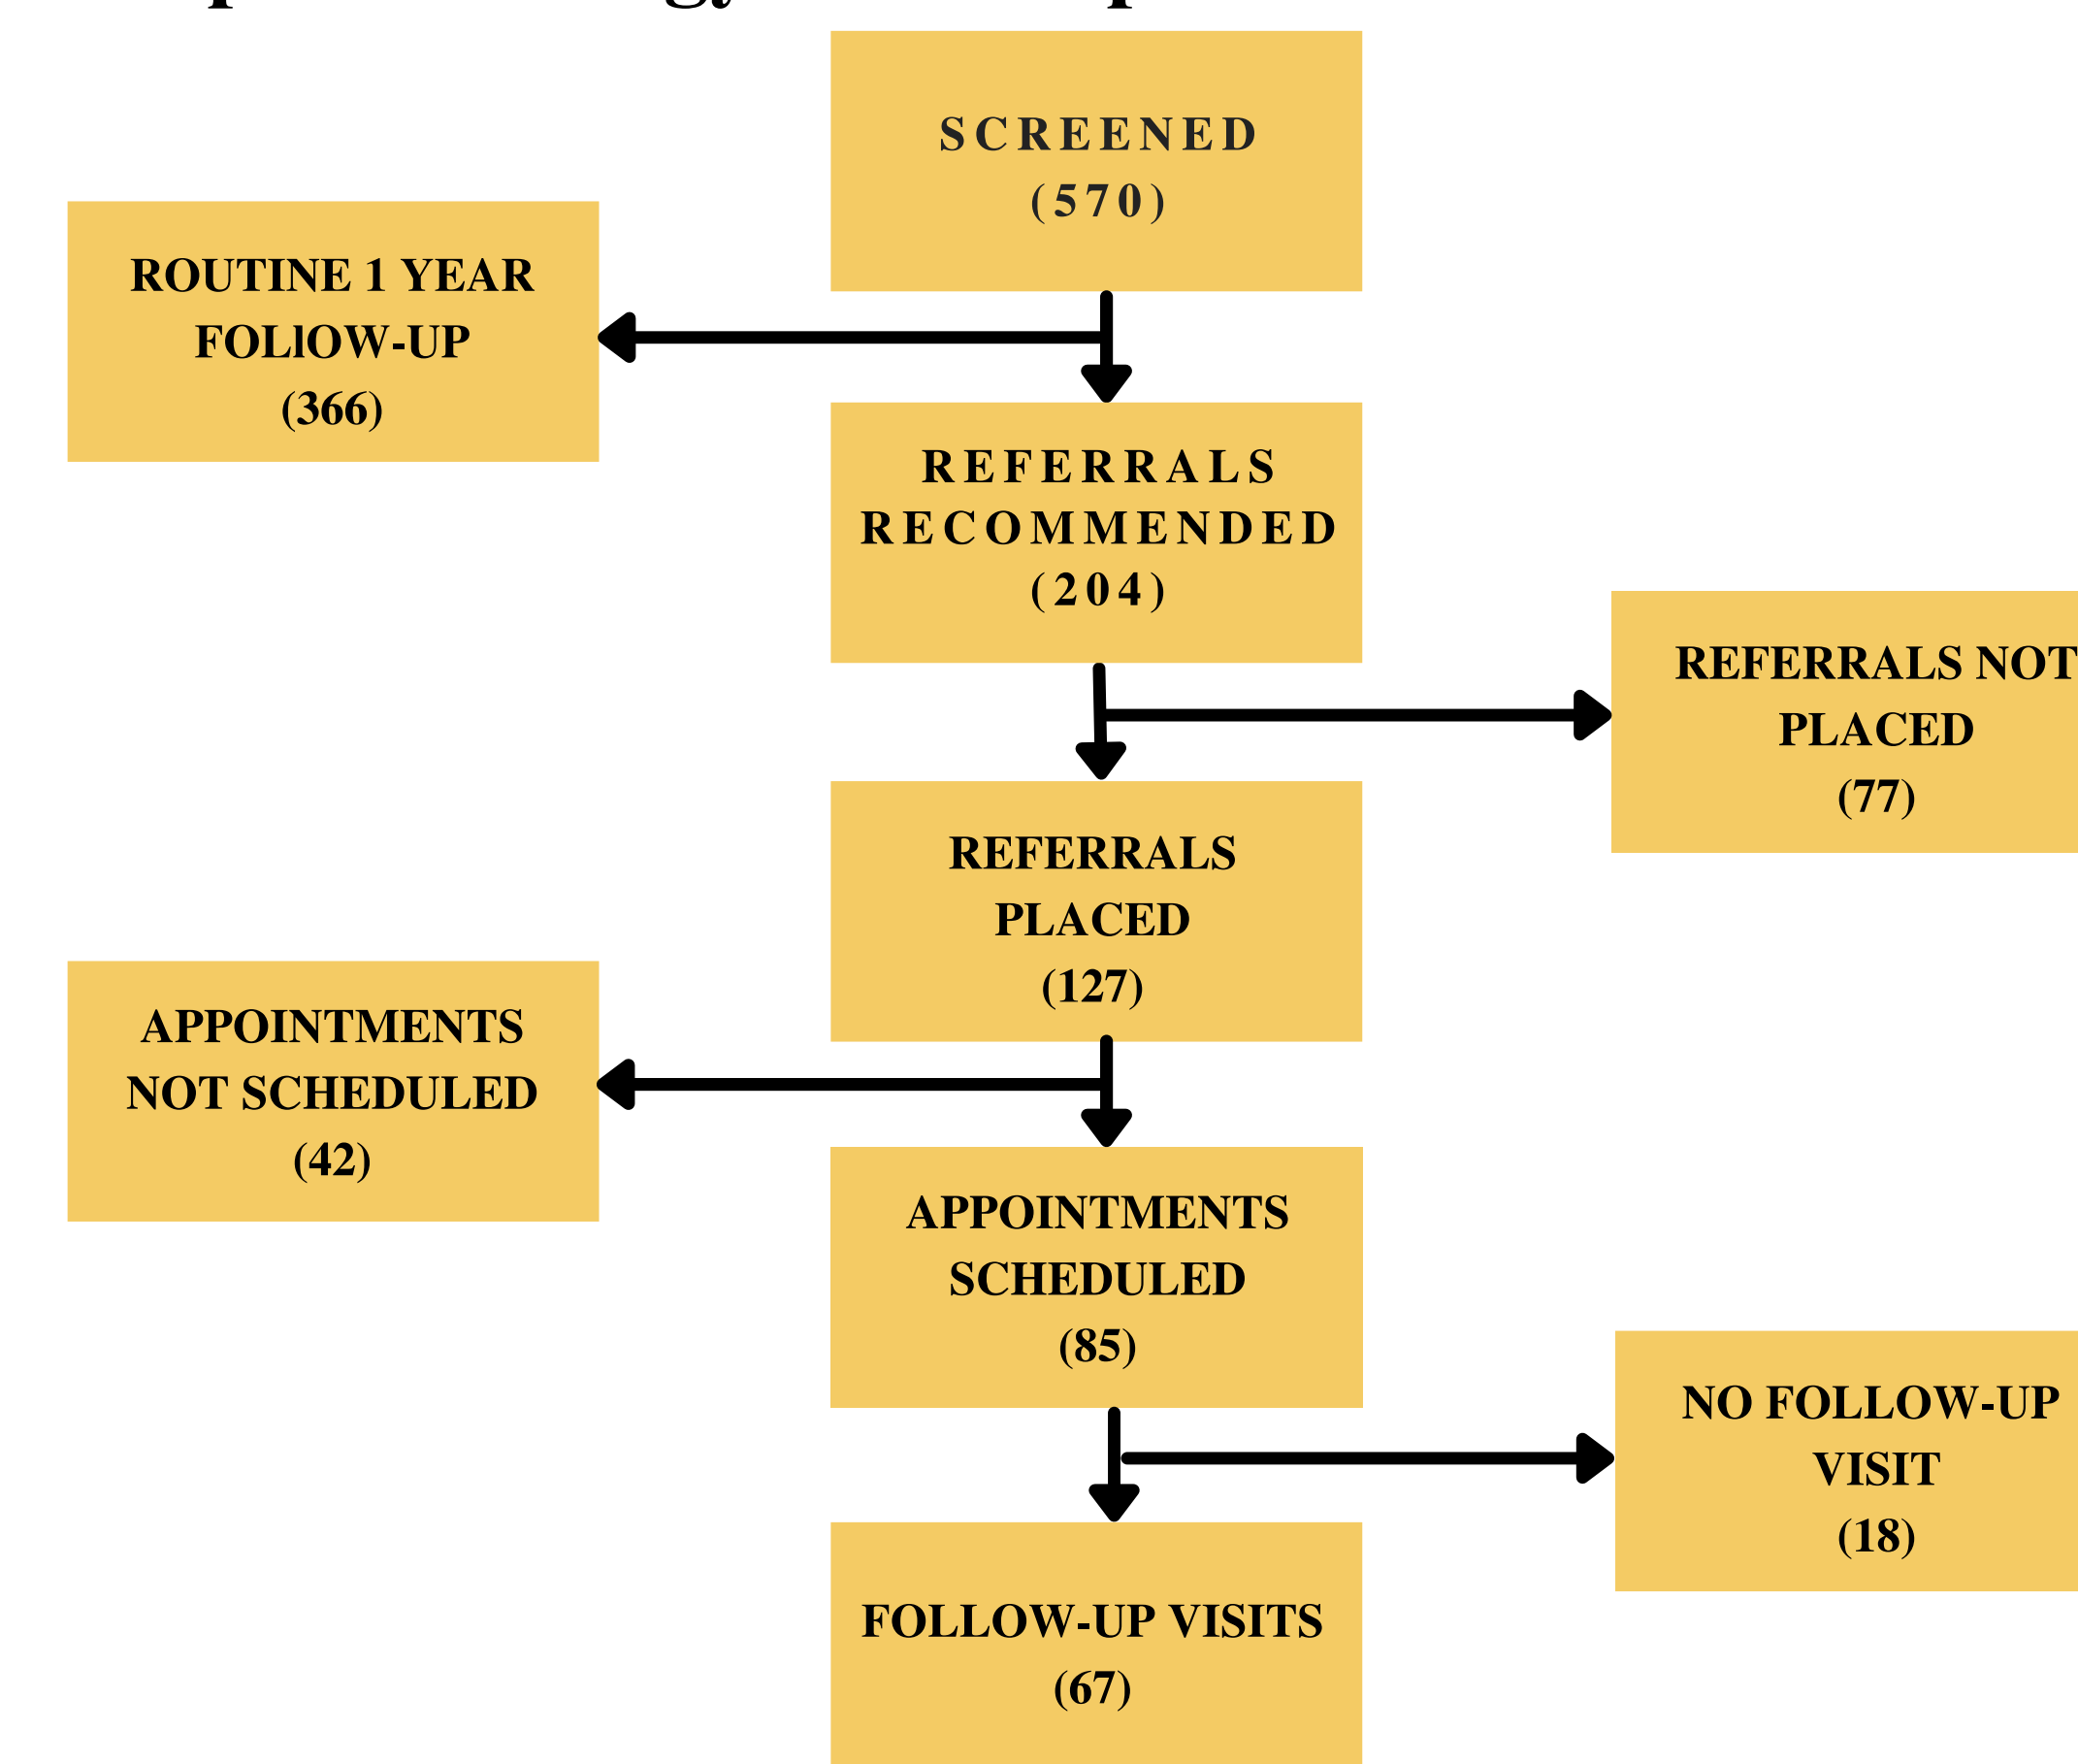 SCREENED
(570)
ROUTINE 1 YEAR
FOLLOW-UP
(366)
REFERRALS
RECOMMENDED
(204)
REFERRALS NOT
PLACED
(77)
REFERRALS
PLACED
(127)
APPOINTMENTS
NOT SCHEDULED
(42)
APPOINTMENTS
SCHEDULED
(85)
NO FOLLOW-UP
VISIT
(18)
FOLLOW-UP VISITS
(67)